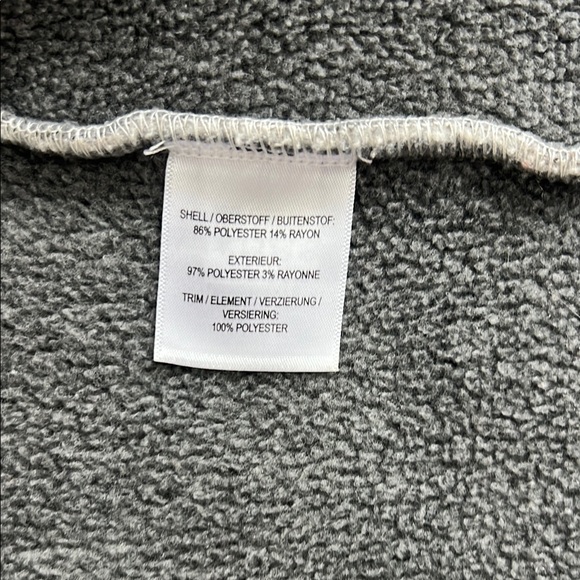 SHELL / OBERSTOFF / BUITENSTOF:
86% POLYESTER 14% RAYON
EXTERIEUR:
97% POLYESTER 3% RAYONNE
TRIM / ELEMENT / VERZIERUNG /
VERSIERING:
100% POLYESTER